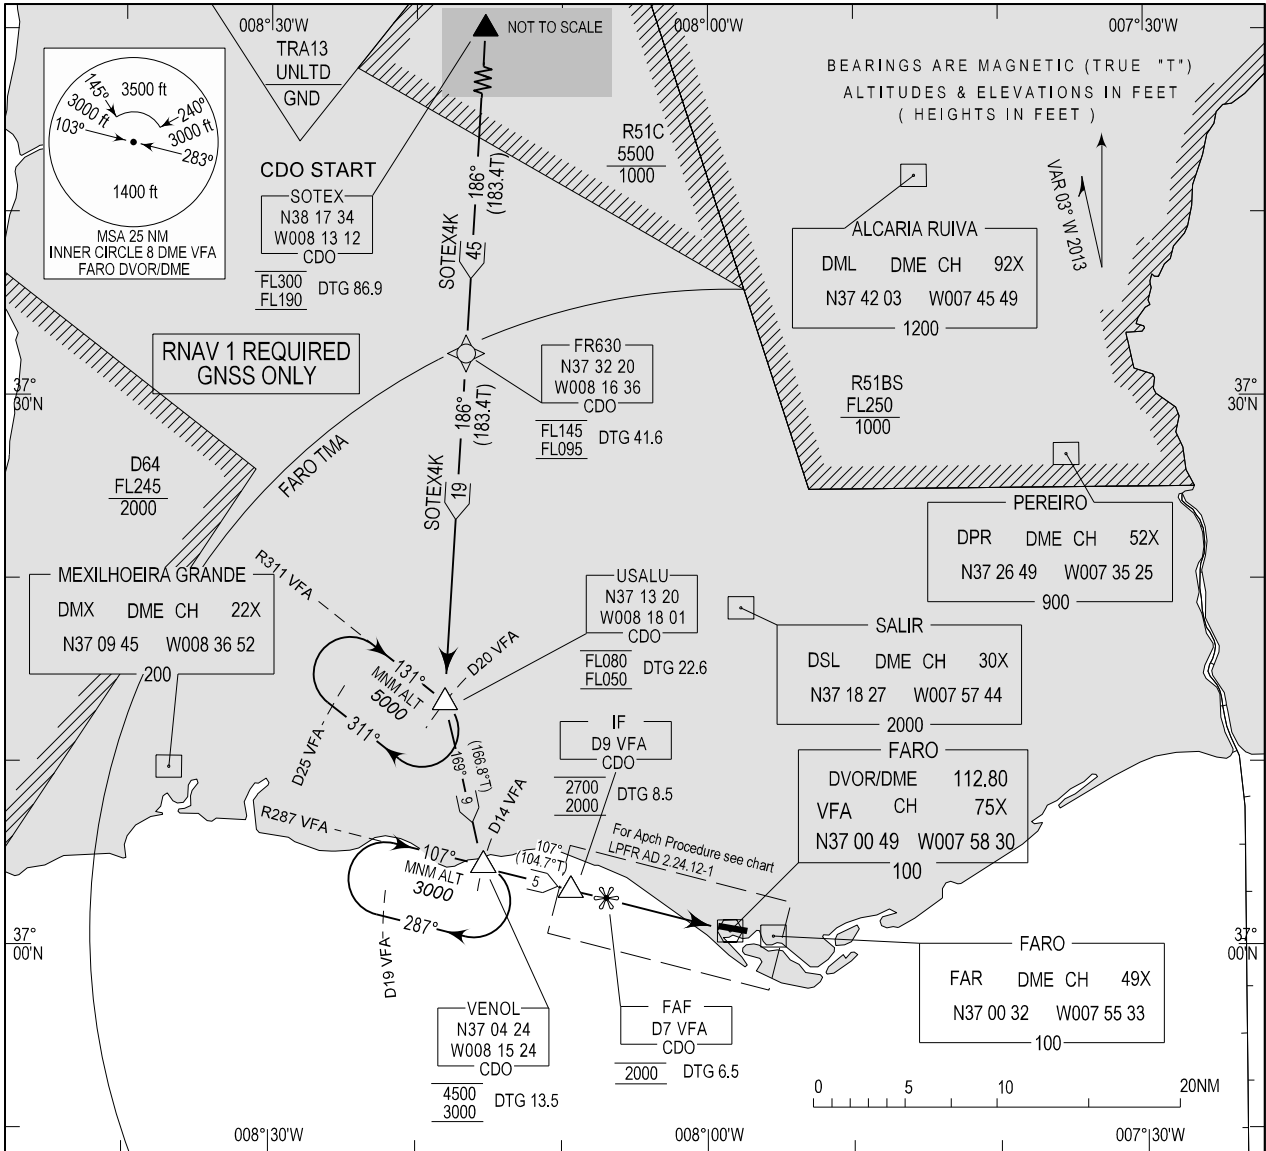 008°30'W
008°00'W
007°30'W
NOT TO SCALE
TRA13
UNLTD
GND
145°
3500 ft
3000 ft
240°
3000 ft
103°
283°
1400 ft
MSA 25 NM
INNER CIRCLE 8 DME VFA
FARO DVOR/DME
BEARINGS ARE MAGNETIC (TRUE "T")
ALTITUDES & ELEVATIONS IN FEET
( HEIGHTS IN FEET )
VAR 03° W 2013
R51C
5500
1000
CDO START
SOTEX
N38 17 34
W008 13 12
CDO
FL300
FL190
DTG 86.9
186°
(183.4T)
SOTEX4K
45
ALCARIA RUIVA
DML DME CH 92X
N37 42 03 W007 45 49
1200
RNAV 1 REQUIRED
GNSS ONLY
FR630
N37 32 20
W008 16 36
CDO
FL145
FL095
DTG 41.6
37°
30'N
37°
30'N
R51BS
FL250
1000
186°
(183.4T)
SOTEX4K
19
FARO TMA
D64
FL245
2000
PEREIRO
DPR DME CH 52X
N37 26 49 W007 35 25
900
MEXILHOEIRA GRANDE
DMX DME CH 22X
N37 09 45 W008 36 52
200
R311 VFA
USALU
N37 13 20
W008 18 01
CDO
FL080
FL050
DTG 22.6
SALIR
DSL DME CH 30X
N37 18 27 W007 57 44
2000
D20 VFA
131°
MNM ALT
5000
311°
D25 VFA
IF
D9 VFA
CDO
2700
2000
DTG 8.5
169°
(166.8°T)
9
D14 VFA
FARO
DVOR/DME 112.80
VFA CH 75X
N37 00 49 W007 58 30
100
R287 VFA
107°
MNM ALT
3000
287°
D19 VFA
107°
(104.7°T)
5
For Apch Procedure see chart
LPFR AD 2.24.12-1
37°
00'N
37°
00'N
FARO
FAR DME CH 49X
N37 00 32 W007 55 33
100
VENOL
N37 04 24
W008 15 24
CDO
4500
3000
DTG 13.5
FAF
D7 VFA
CDO
2000
DTG 6.5
0 5 10 20NM
008°30'W
008°00'W
007°30'W